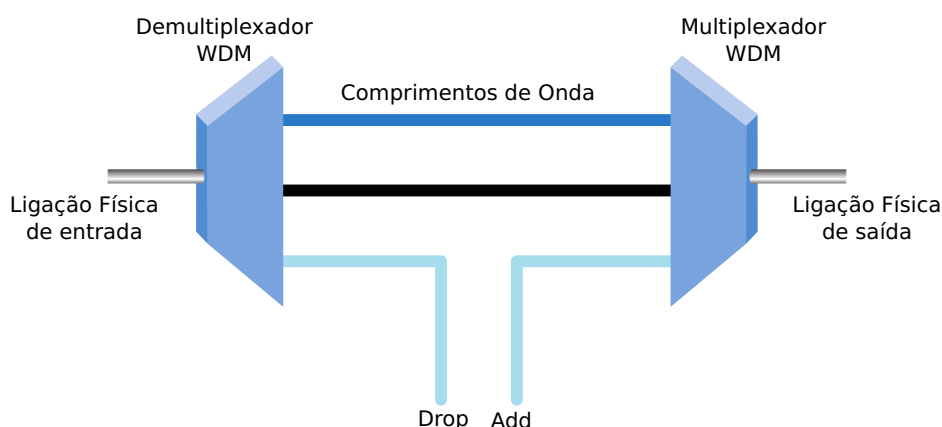 Demultiplexador
WDM
Multiplexador
WDM
Comprimentos de Onda
Ligação Física
de entrada
Ligação Física
de saída
Drop
Add